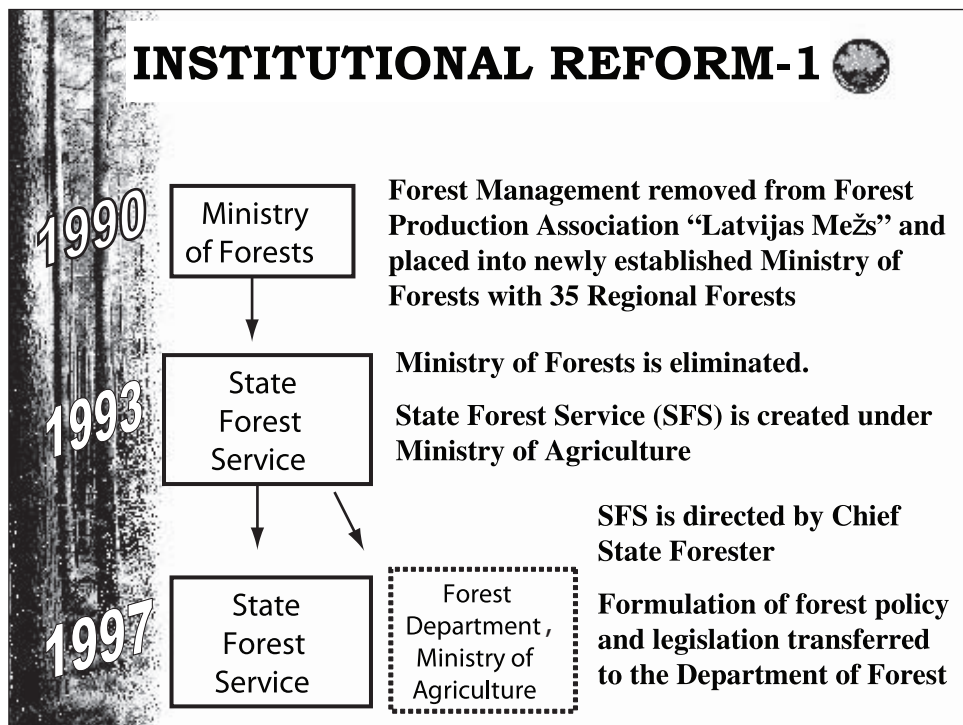 INSTITUTIONAL REFORM-1
1990
Ministry
of Forests
Forest Management removed from Forest
Production Association “Latvijas Mežs” and
placed into newly established Ministry of
Forests with 35 Regional Forests
1993
State
Forest
Service
Ministry of Forests is eliminated.
State Forest Service (SFS) is created under
Ministry of Agriculture
1997
State
Forest
Service
Forest
Department,
Ministry of
Agriculture
SFS is directed by Chief
State Forester
Formulation of forest policy
and legislation transferred
to the Department of Forest